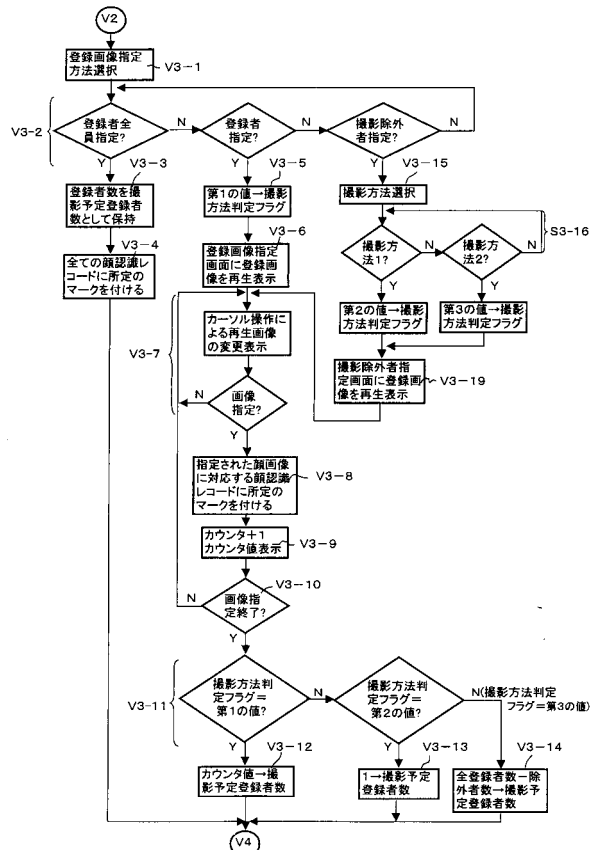 V2
登録画像指定
方法選択
V3-1
V3-2
登録者全
員指定?
N
登録者
指定?
N
撮影除外
者指定?
N
Y
V3-3
Y
V3-5
Y
V3-15
登録者数を撮
影予定登録者
数として保持
第1の値→撮影
方法判定フラグ
撮影方法選択
V3-4
V3-6
S3-16
全ての顔認識レ
コードに所定の
マークを付ける
登録画像指定
画面に登録画
像を再生表示
撮影方
法1?
N
撮影方
法2?
N
Y
Y
V3-7
カーソル操作に
よる再生画像
の変更表示
第2の値→撮影
方法判定フラグ
第3の値→撮影
方法判定フラグ
撮影除外者指
定画面に登録画
像を再生表示
V3-19
N
画像
指定?
Y
指定された顔画像
に対応する顔認識
レコードに所定の
マークを付ける
V3-8
カウンタ+1
カウンタ値表示
V3-9
V3-10
N
画像指
定終了?
Y
V3-11
撮影方法判
定フラグ=
第1の値?
N
撮影方法判
定フラグ=
第2の値?
N(撮影方法判定
フラグ=第3の値)
Y
V3-12
Y
V3-13
V3-14
カウンタ値→撮
影予定登録者数
1→撮影予定
登録者数
全登録者数-除
外者数→撮影予
定登録者数
V4